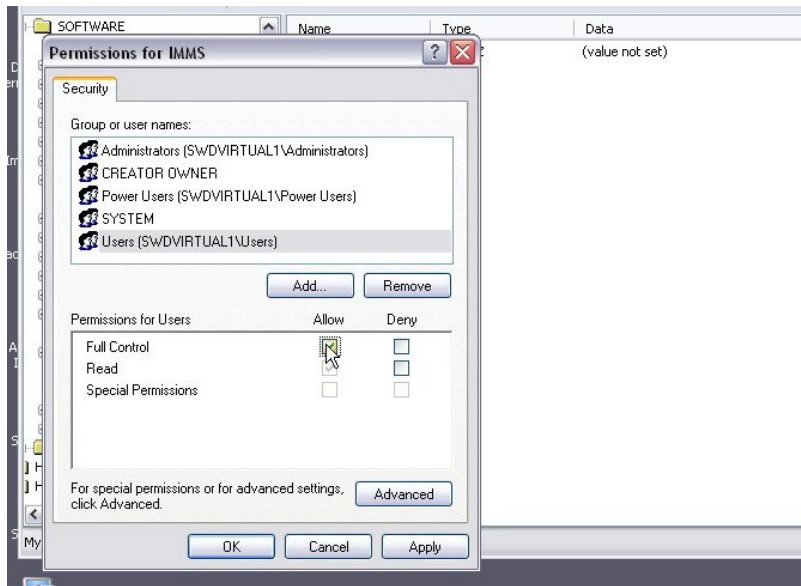 SOFTWARE
Name Type Data
Permissions for IMMS
(value not set)
Security
Group or user names:
Administrators (SWDVIRTUAL1\Administrators)
CREATOR OWNER
Power Users (SWDVIRTUAL1\Power Users)
SYSTEM
Users (SWDVIRTUAL1\Users)
Add... Remove
Permissions for Users Allow Deny
Full Control
Read
Special Permissions
For special permissions or for advanced settings,
click Advanced.
Advanced
My
OK Cancel Apply